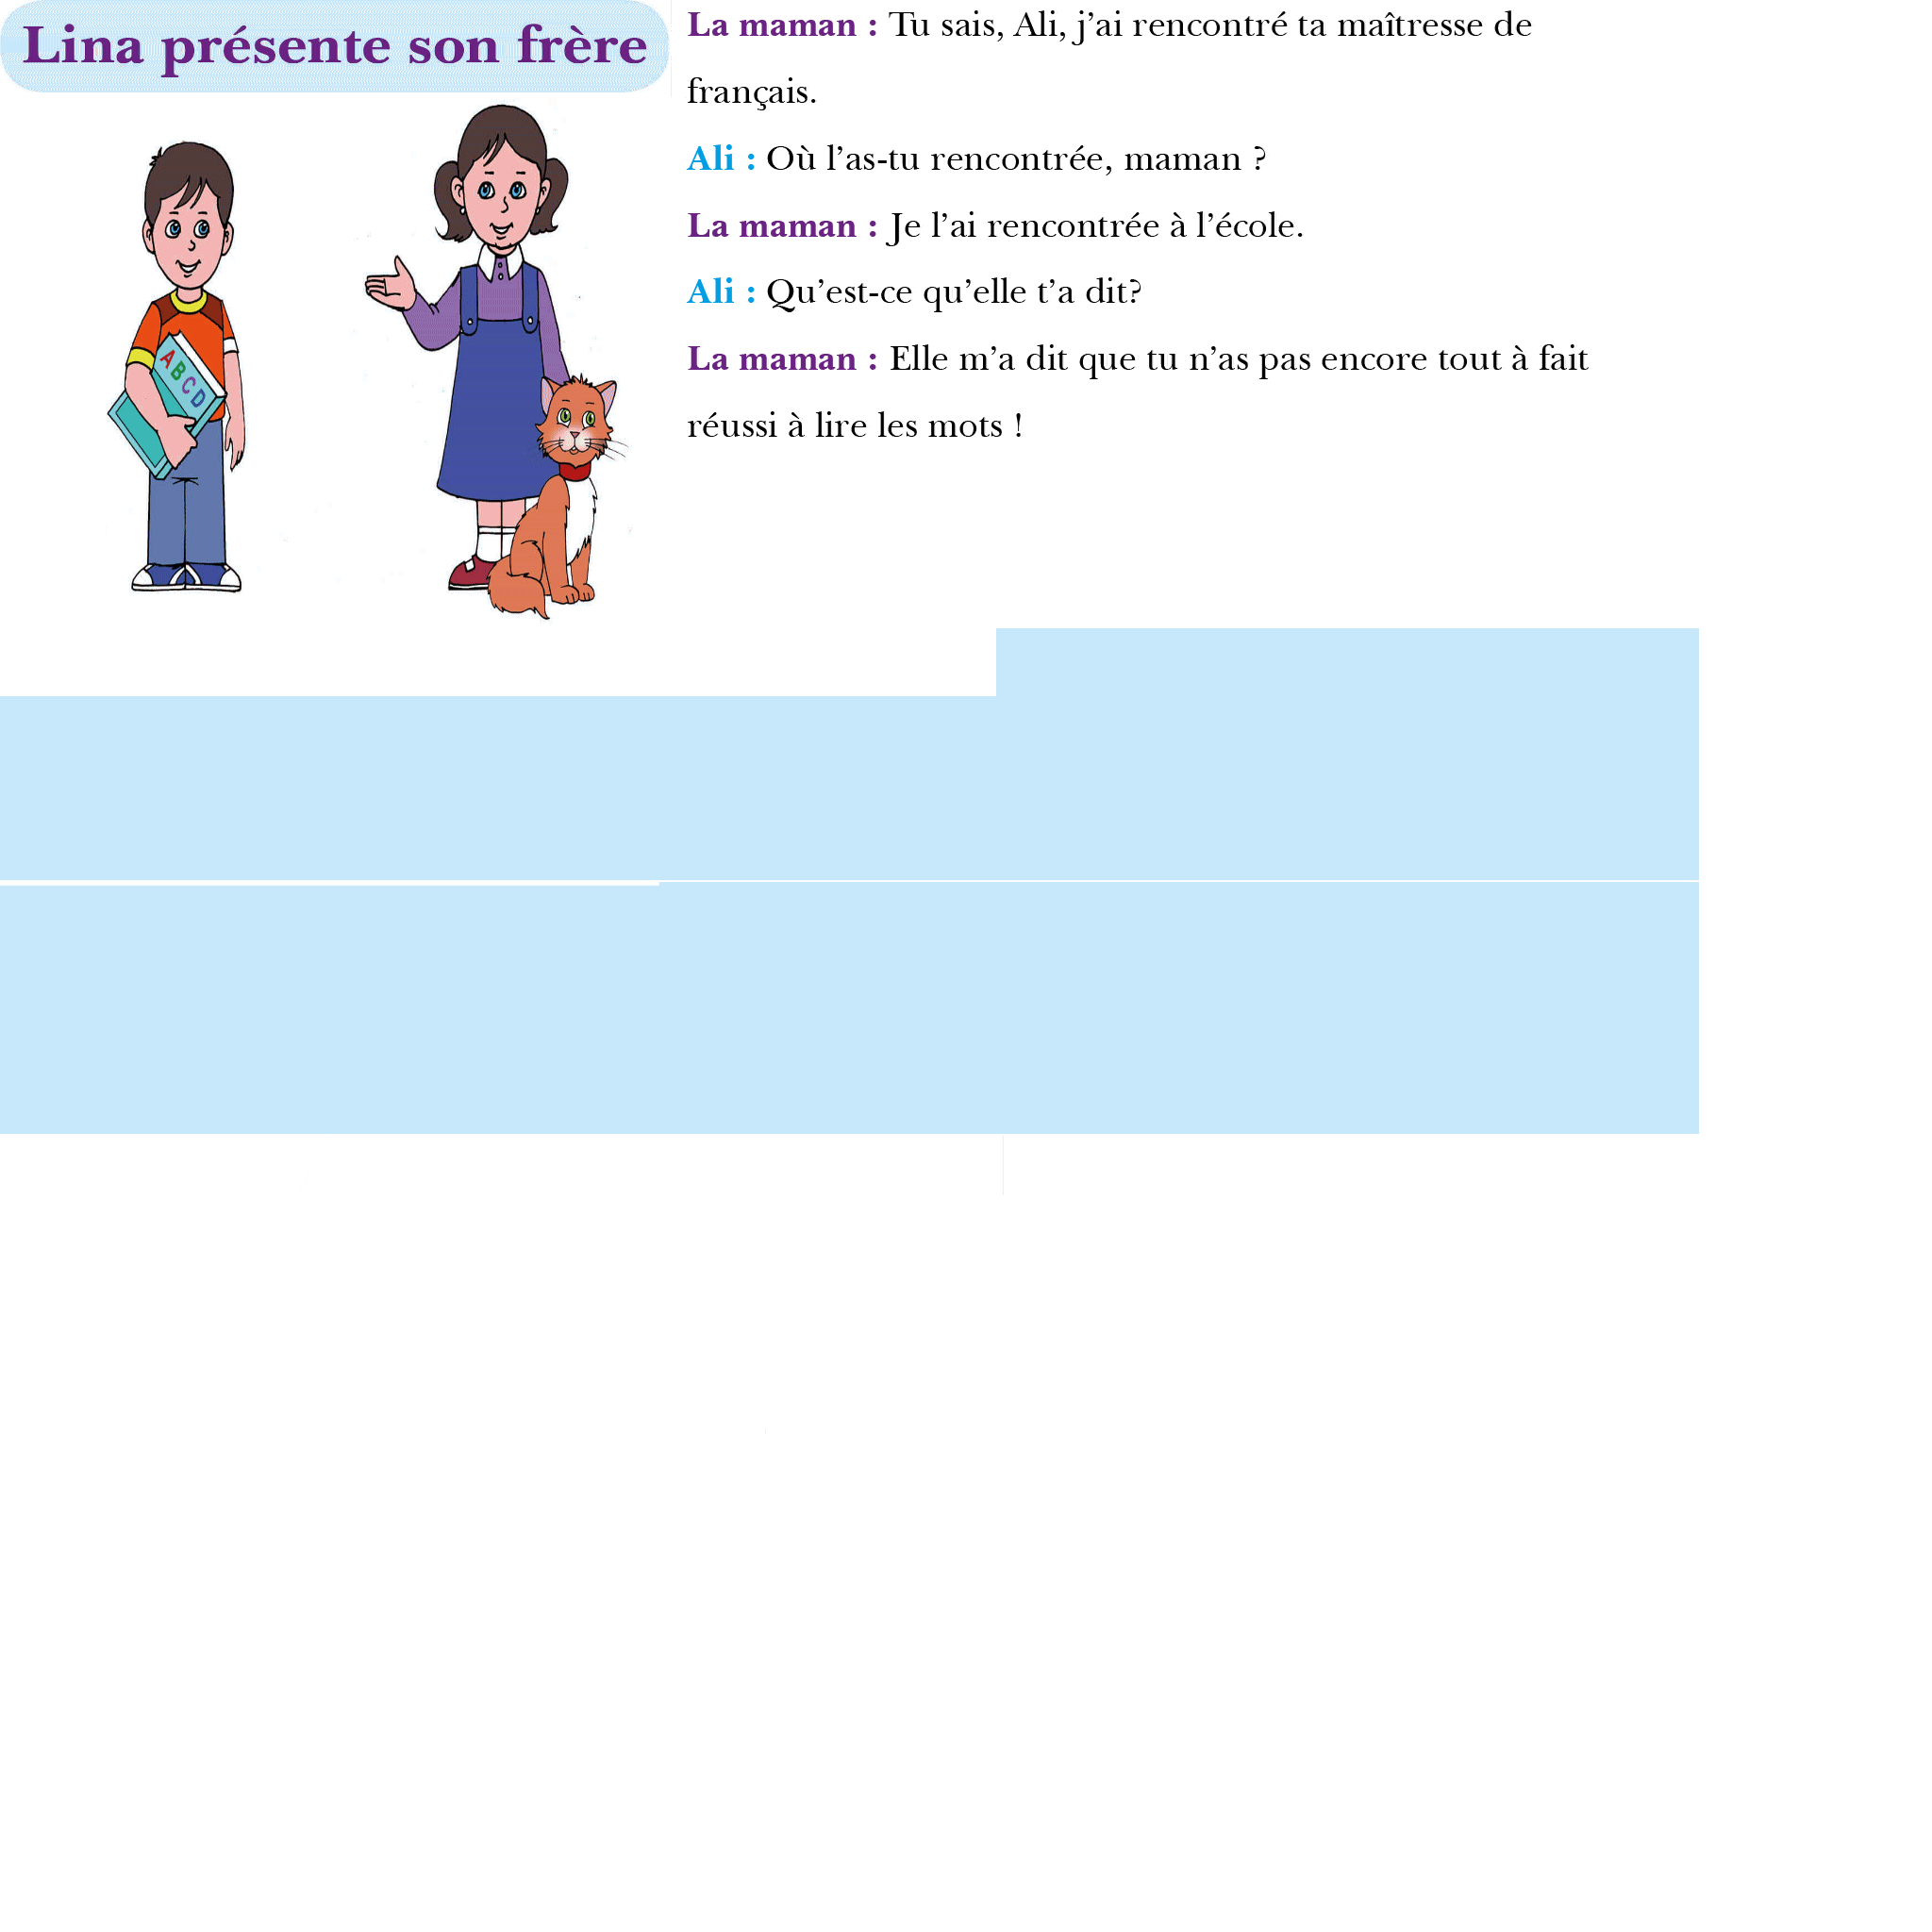 Lina présente son frère
La maman : Tu sais, Ali, j’ai rencontré ta maîtresse de
français.
Ali : Où l’as-tu rencontrée, maman ?
La maman : Je l’ai rencontrée à l’école.
Ali : Qu’est-ce qu’elle t’a dit?
La maman : Elle m’a dit que tu n’as pas encore tout à fait
réussi à lire les mots !
ABCD